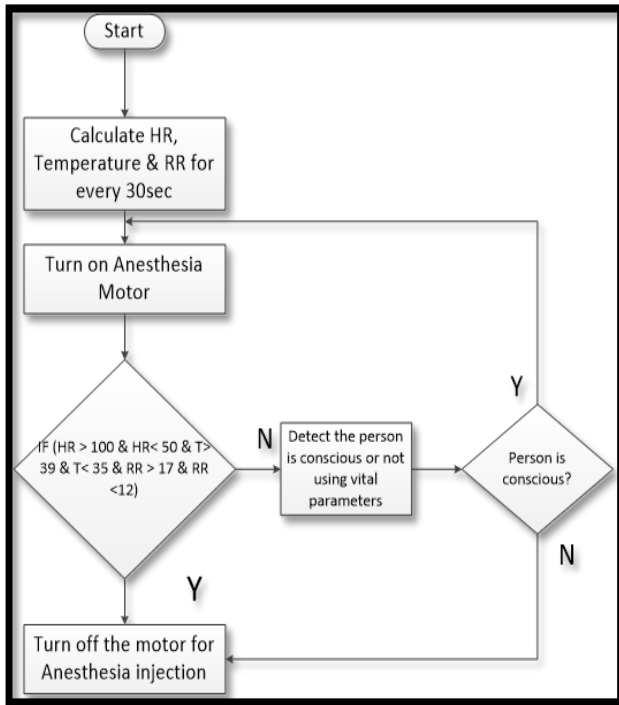 Start
Calculate HR,
Temperature & RR for
every 30sec
Turn on Anesthesia
Motor
IF (HR > 100 & HR< 50 & T>
39 & T< 35 & RR > 17 & RR
<12)
N
Detect the person
is conscious or not
using vital
parameters
Person is
conscious?
Y
N
Y
Turn off the motor for
Anesthesia injection